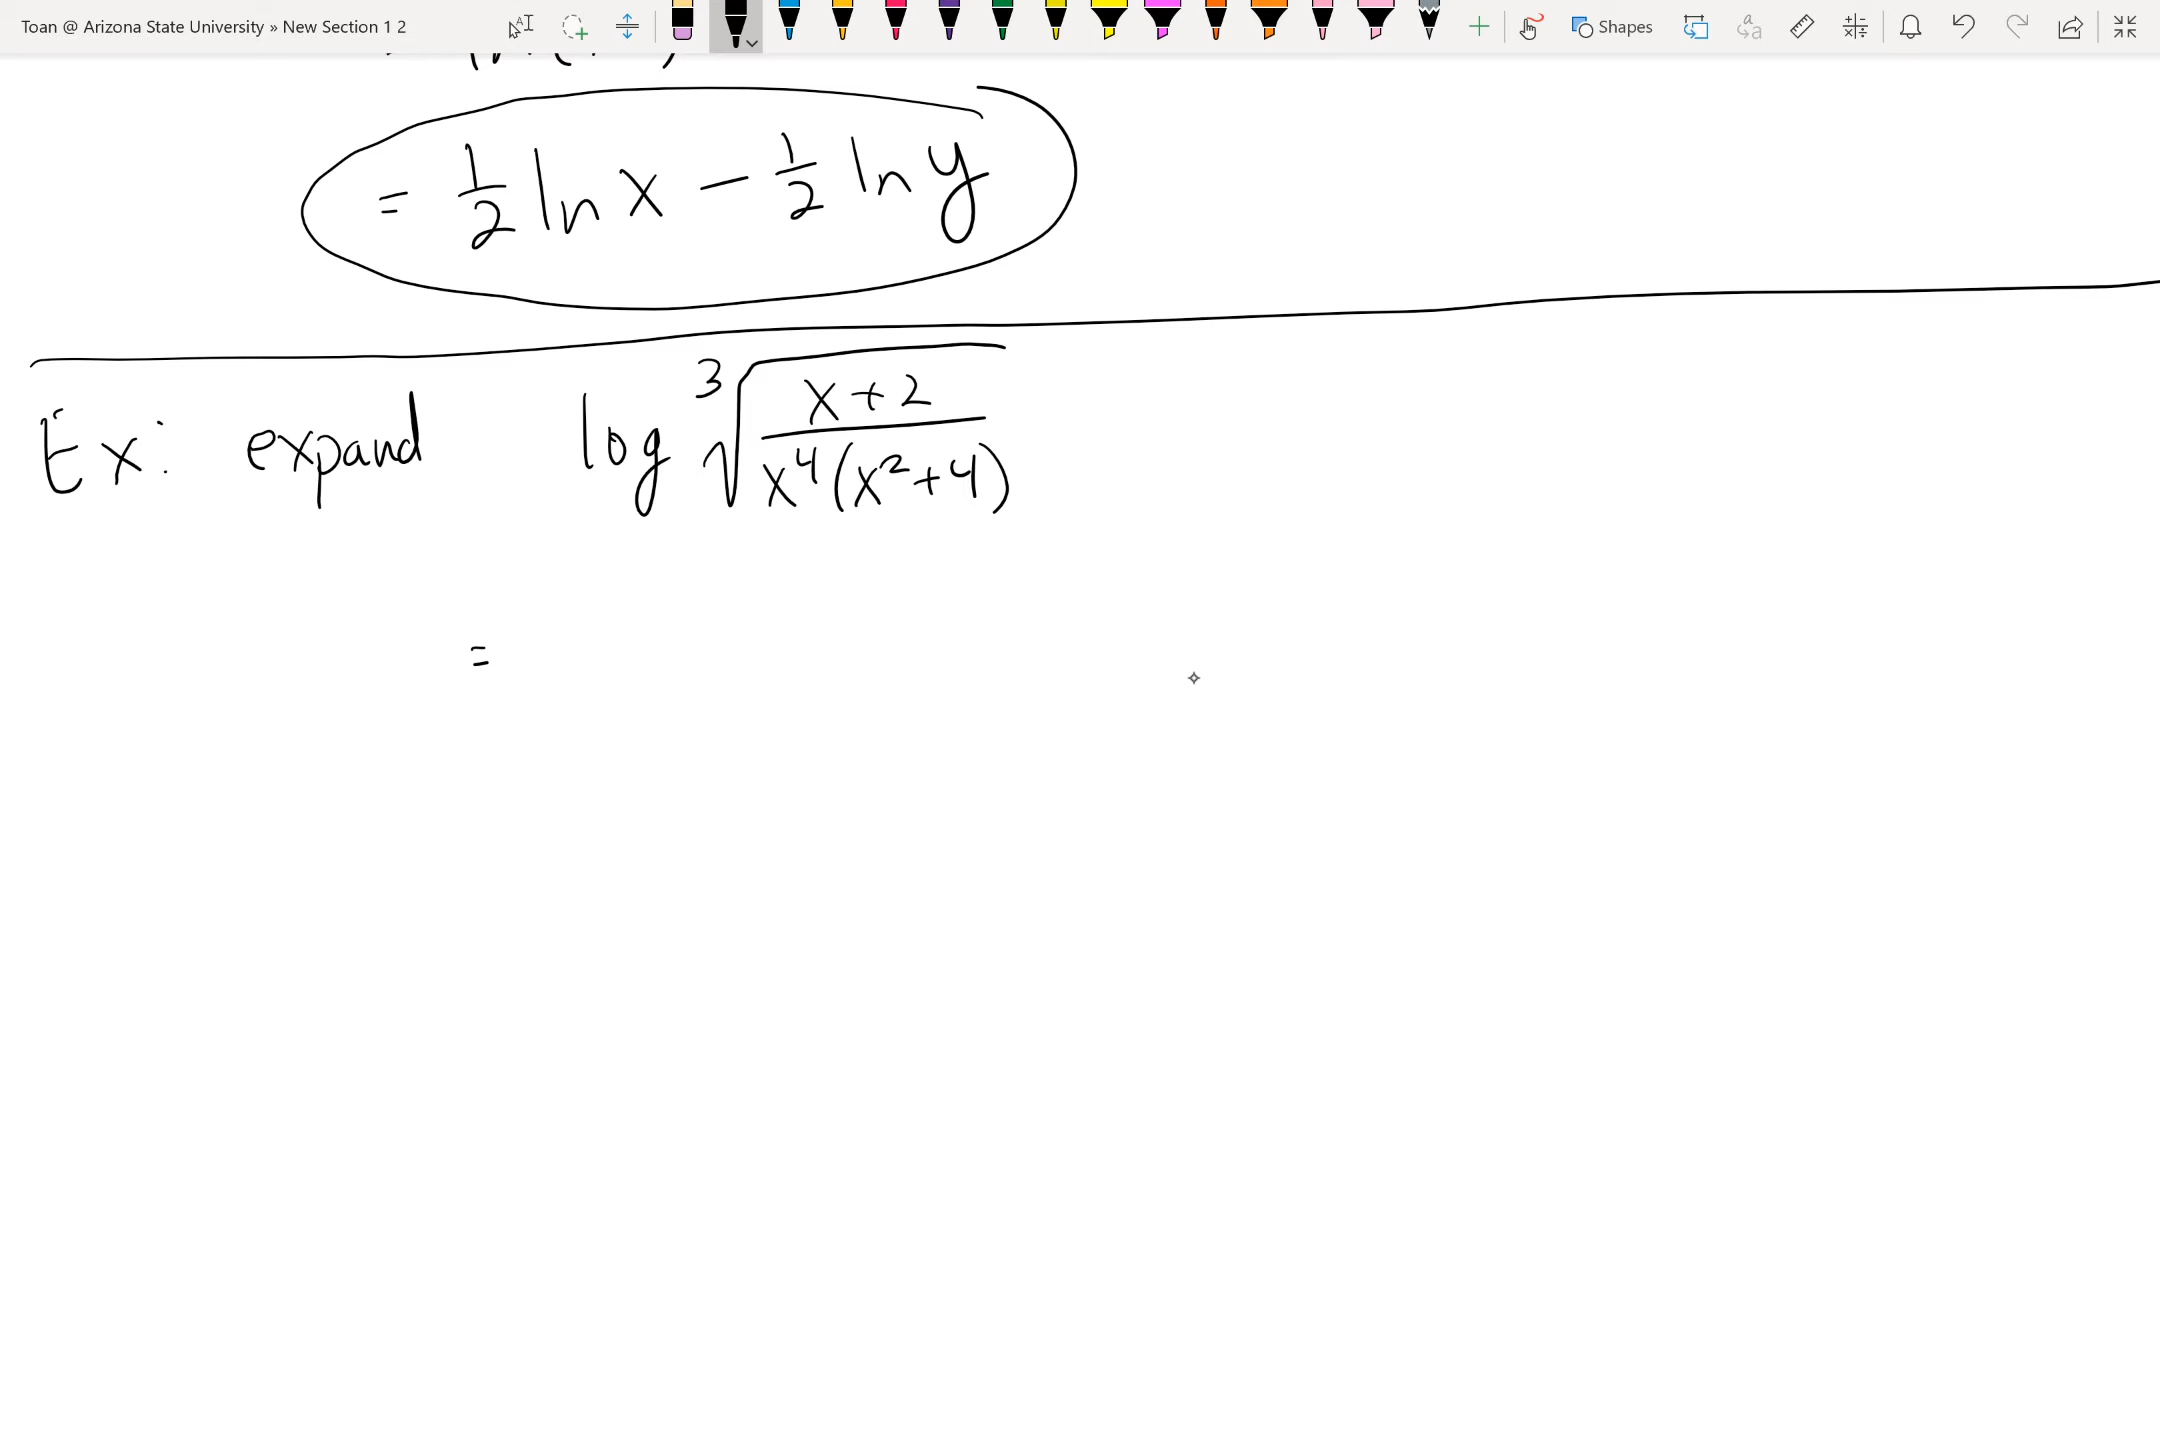 Toan @ Arizona State University » New Section 1 2
Shapes
= 1/2 ln x - 1/2 ln y
Ex: expand log ∛((x+2)/(x⁴(x²+4)))
=